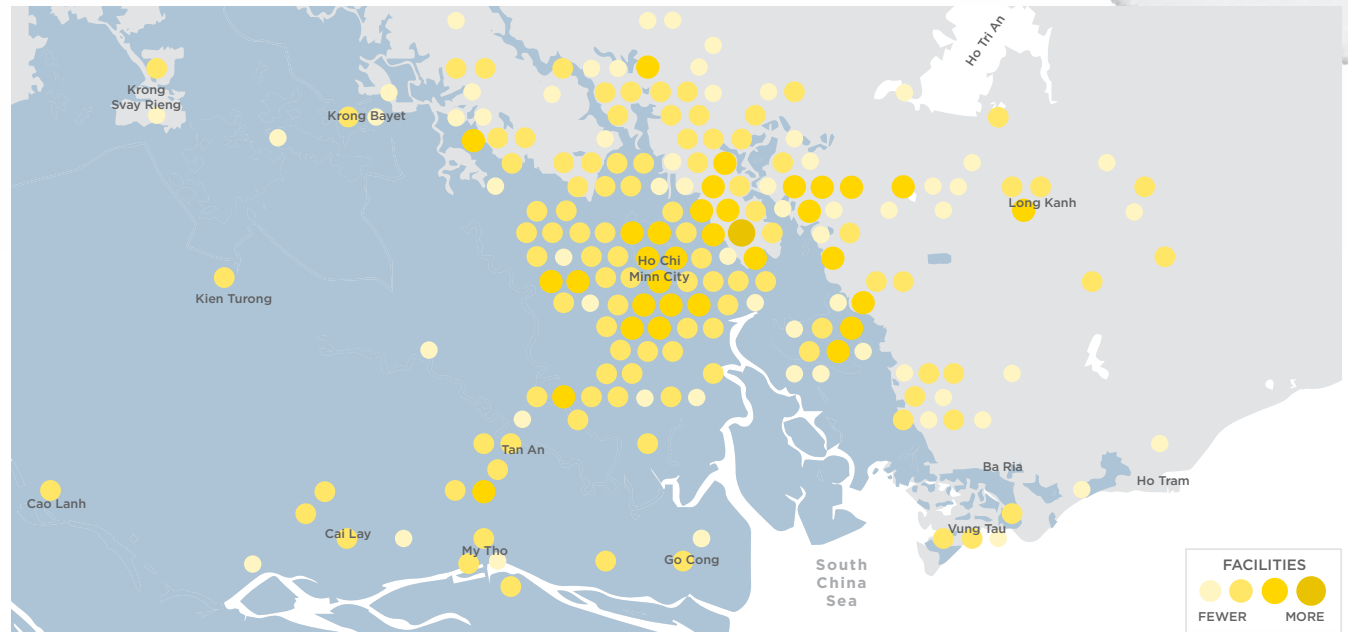 Ho Tri An
Krong
Svay Rieng
Krong Bayet
Long Kanh
Ho Chi
Minn City
Kien Turong
Tan An
Ba Ria
Ho Tram
Cao Lanh
Cai Lay
Vung Tau
My Tho
Go Cong
South
China
Sea
FACILITIES
FEWER MORE